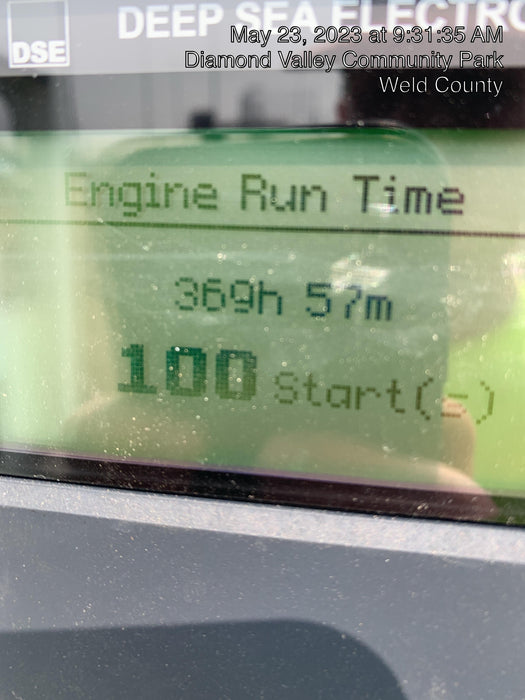 DSE
DEEP SEA ELECTRO
May 23, 2023 at 9:31:35 AM
Diamond Valley Community Park
Weld County
Engine Run Time
369h 57m
100 Start(s)